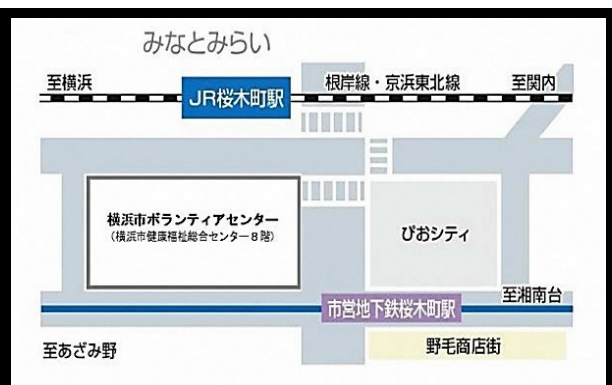 みなとみらい
至横浜
根岸線・京浜東北線
至関内
JR桜木町駅
横浜市ボランティアセンター
(横浜市健康福祉総合センター8階)
ぴおシティ
至湘南台
市営地下鉄桜木町駅
至あざみ野
野毛商店街